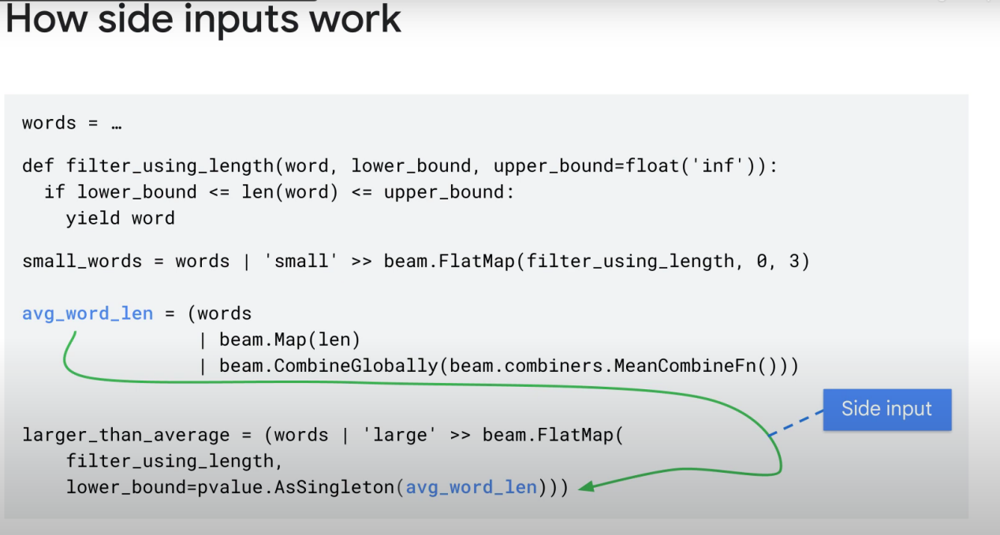 How side inputs work
words = …
def filter_using_length(word, lower_bound, upper_bound=float('inf')):
  if lower_bound <= len(word) <= upper_bound:
    yield word
small_words = words | 'small' >> beam.FlatMap(filter_using_length, 0, 3)
avg_word_len = (words
                | beam.Map(len)
                | beam.CombineGlobally(beam.combiners.MeanCombineFn()))
Side input
larger_than_average = (words | 'large' >> beam.FlatMap(
    filter_using_length,
    lower_bound=pvalue.AsSingleton(avg_word_len)))